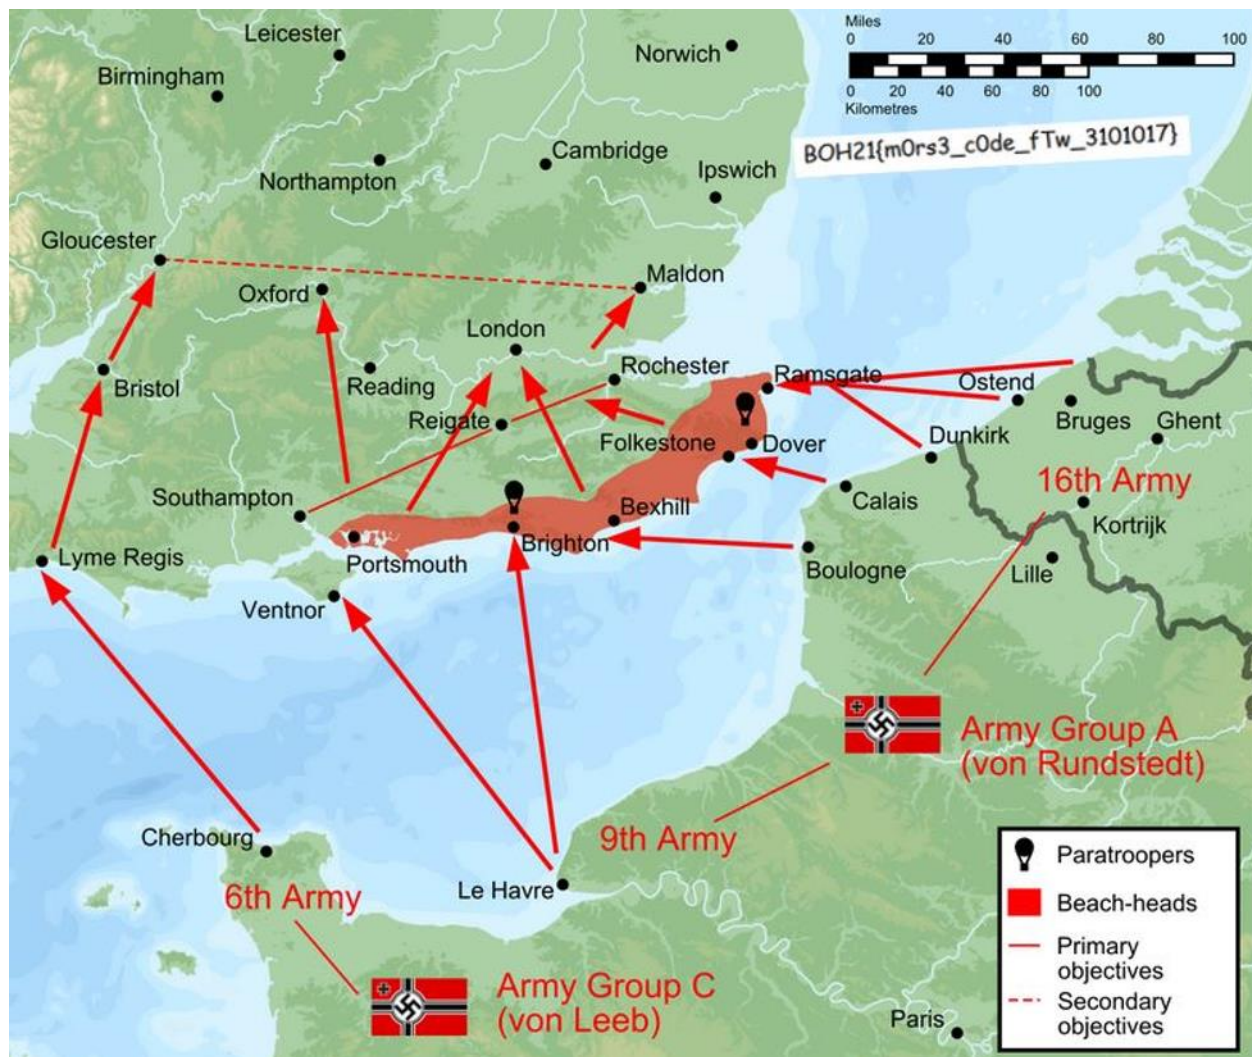 Leicester
Norwich
Birmingham
Miles
0 20 40 60 80 100
0 20 40 60 80 100
Kilometres
BOH21{m0rs3_c0de_fTw_3101017}
Northampton
Cambridge
Ipswich
Gloucester
Oxford
Maldon
London
Bristol
Reading
Rochester
Ramsgate
Ostend
Bruges
Ghent
Reigate
Folkestone
Dover
Dunkirk
Southampton
Calais
16th Army
Kortrijk
Bexhill
Lyme Regis
Portsmouth
Brighton
Boulogne
Lille
Ventnor
Army Group A
(von Rundstedt)
Cherbourg
9th Army
6th Army
Le Havre
Army Group C
(von Leeb)
Paris
Paratroopers
Beach-heads
Primary
objectives
Secondary
objectives